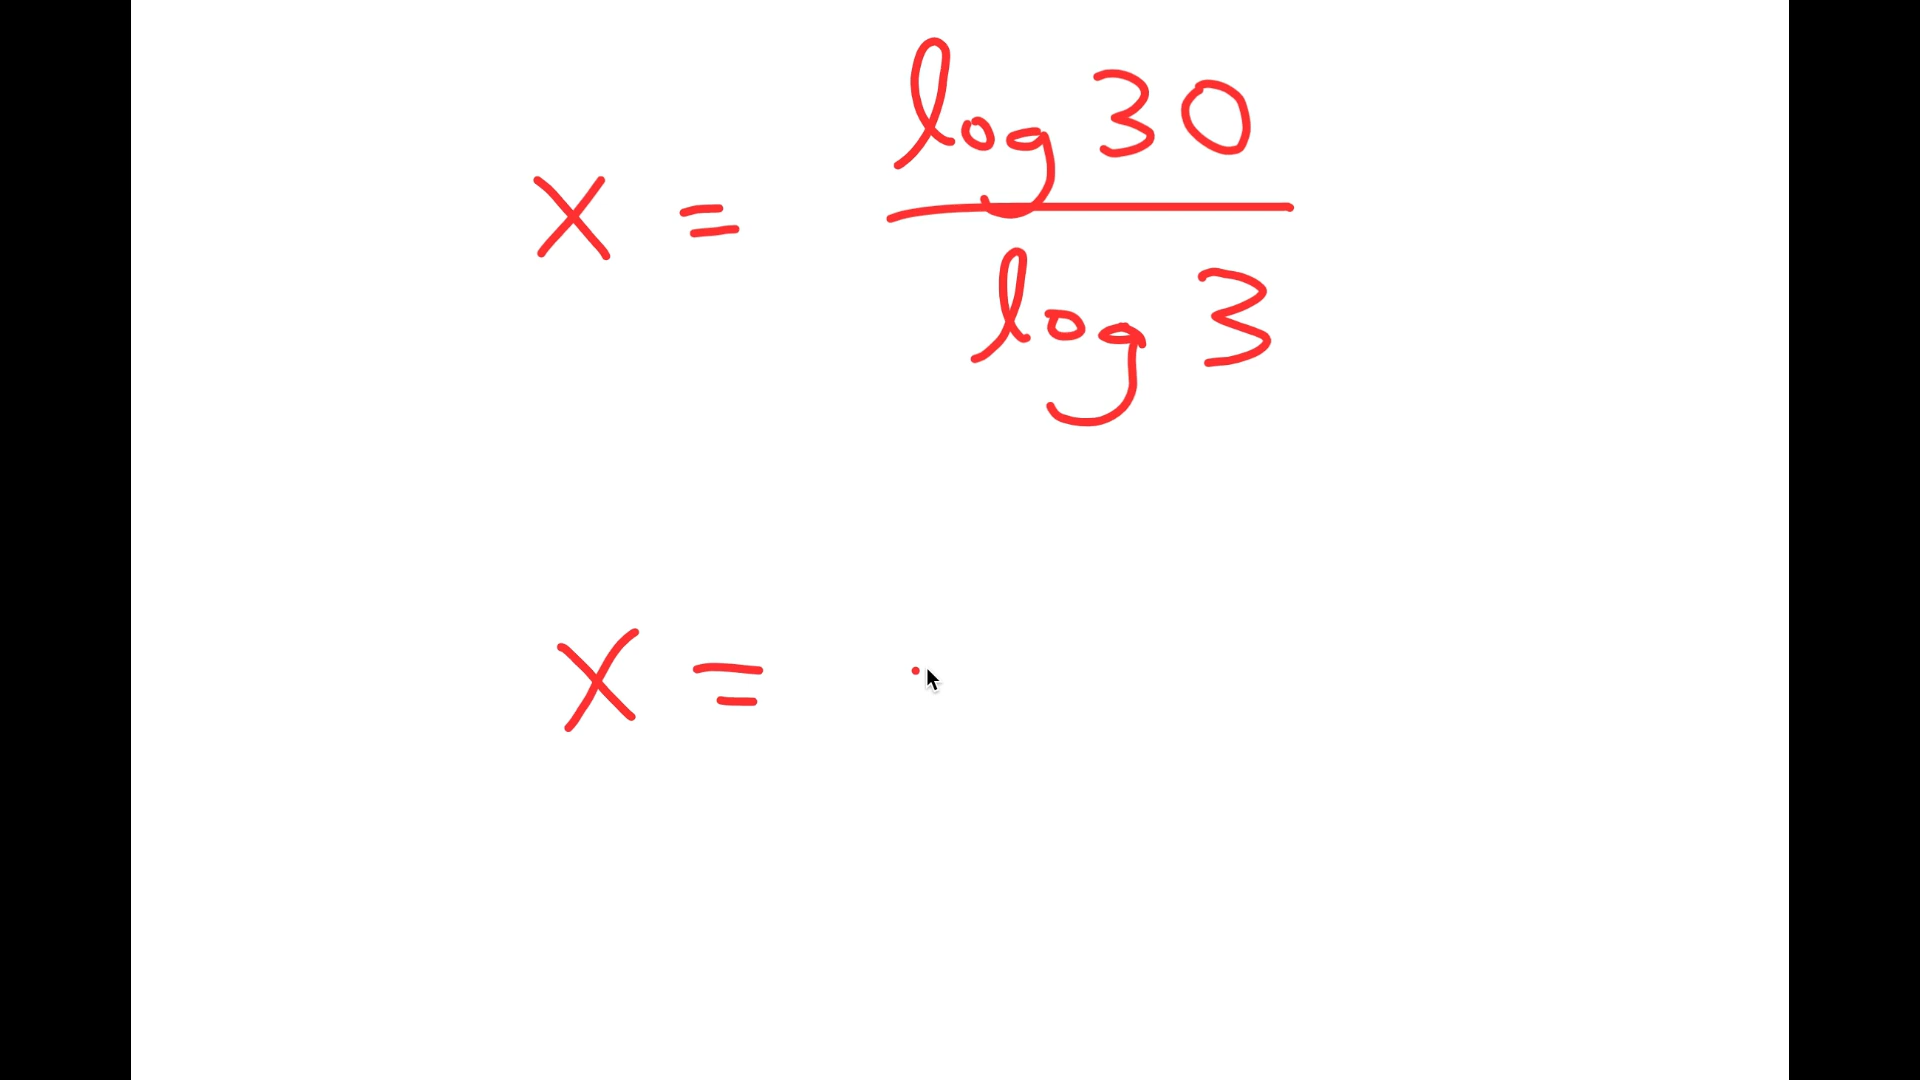 x = log 30 / log 3
x =